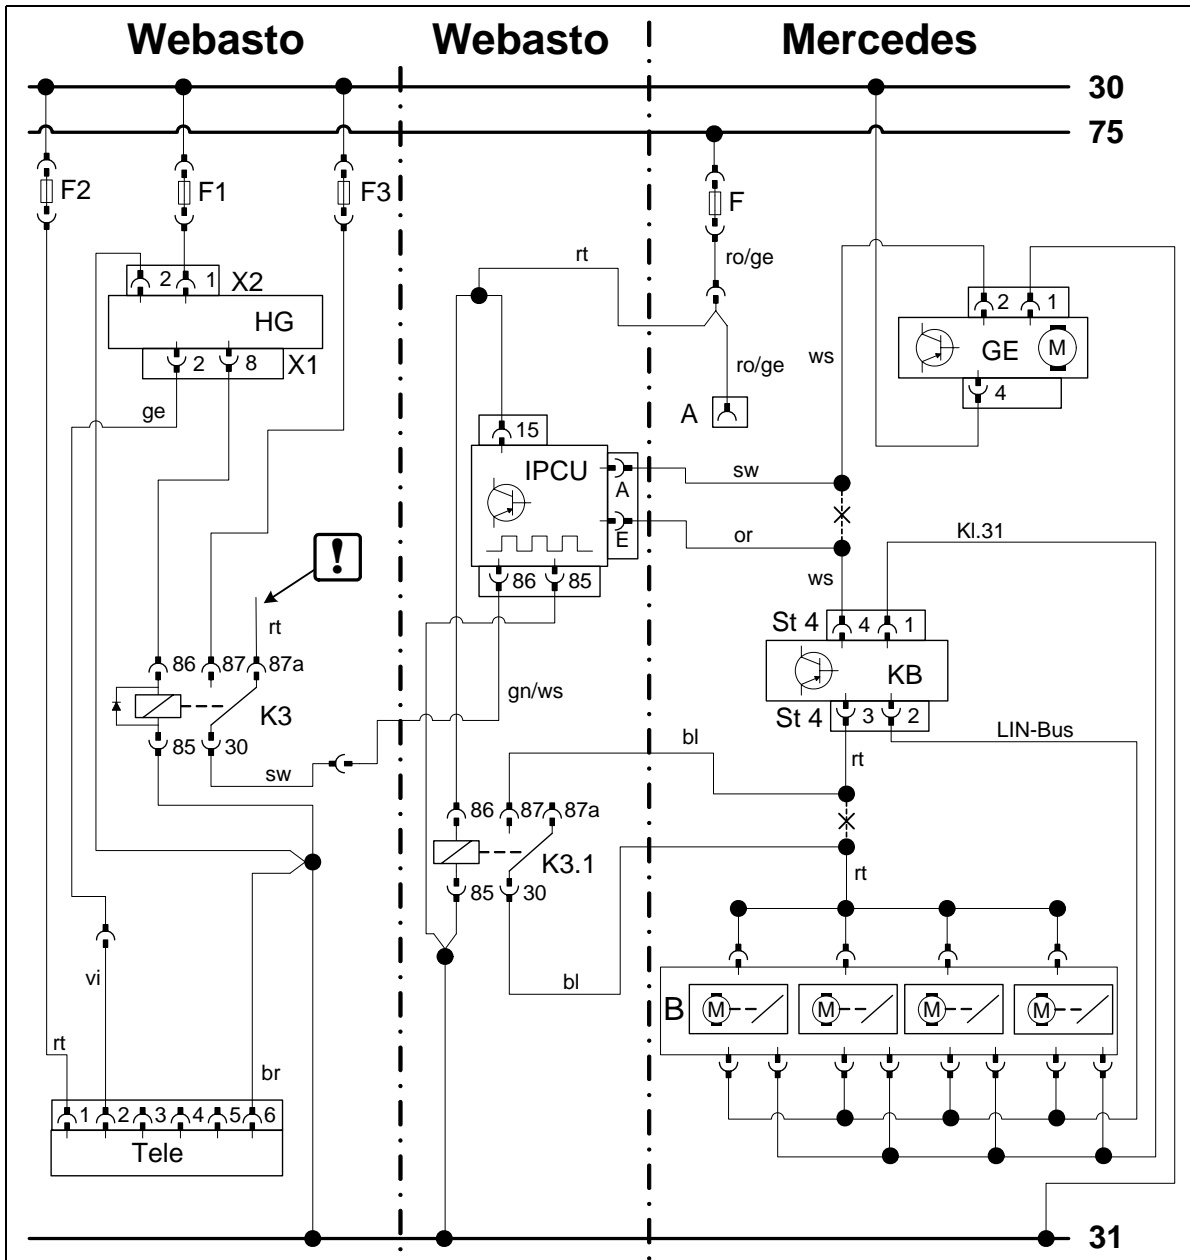 Webasto Webasto Mercedes
30
75
F2 F1 F3 F
rt ro/ge
2 1 X2
HG
2 8 X1
2 1
GE M
4
ws
ge
ro/ge
A
15
IPCU
A
E
sw
or
Kl.31
86 85
ws
!
rt
St 4 4 1
KB
St 4 3 2
86 87 87a
K3
85 30
gn/ws
sw
bl
rt
LIN-Bus
86 87 87a
K3.1
85 30
rt
bl
vi
B M M M M
rt
br
1 2 3 4 5 6
Tele
31